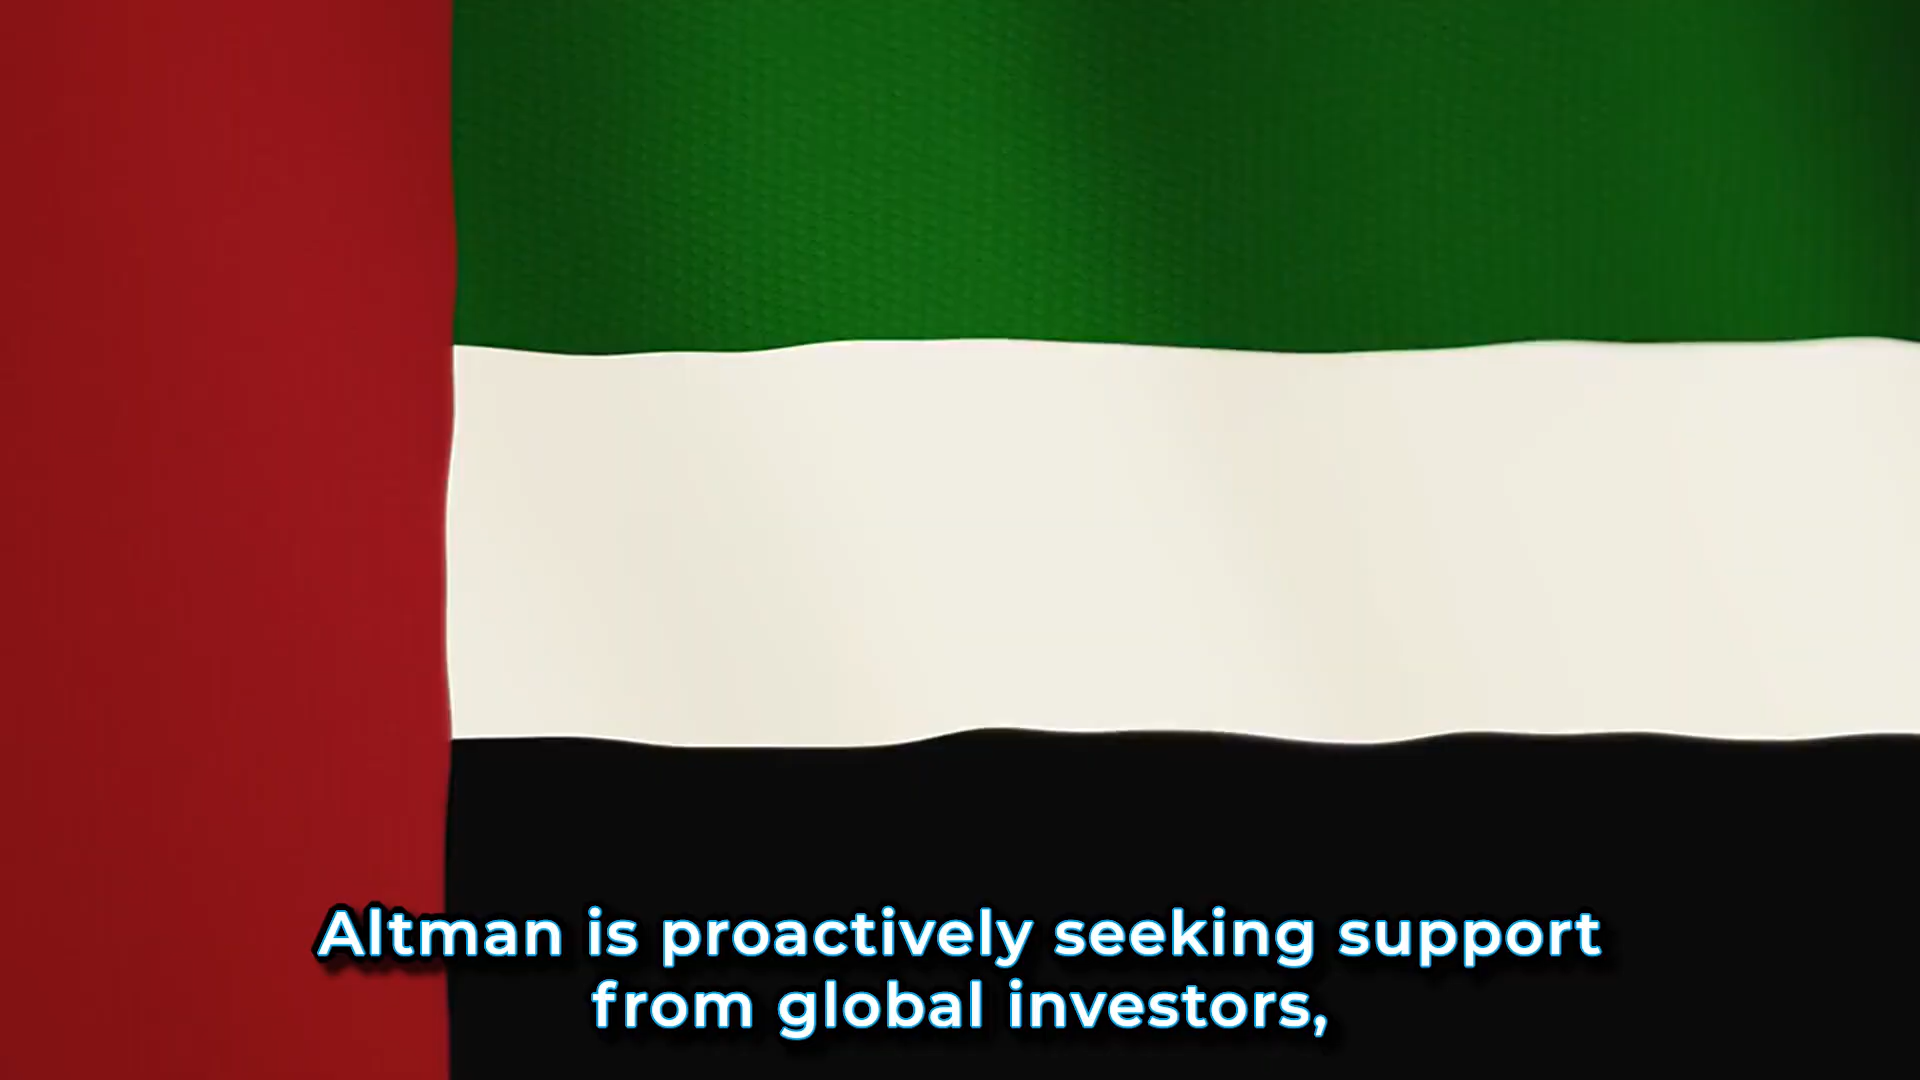 Altman is proactively seeking support
from global investors,